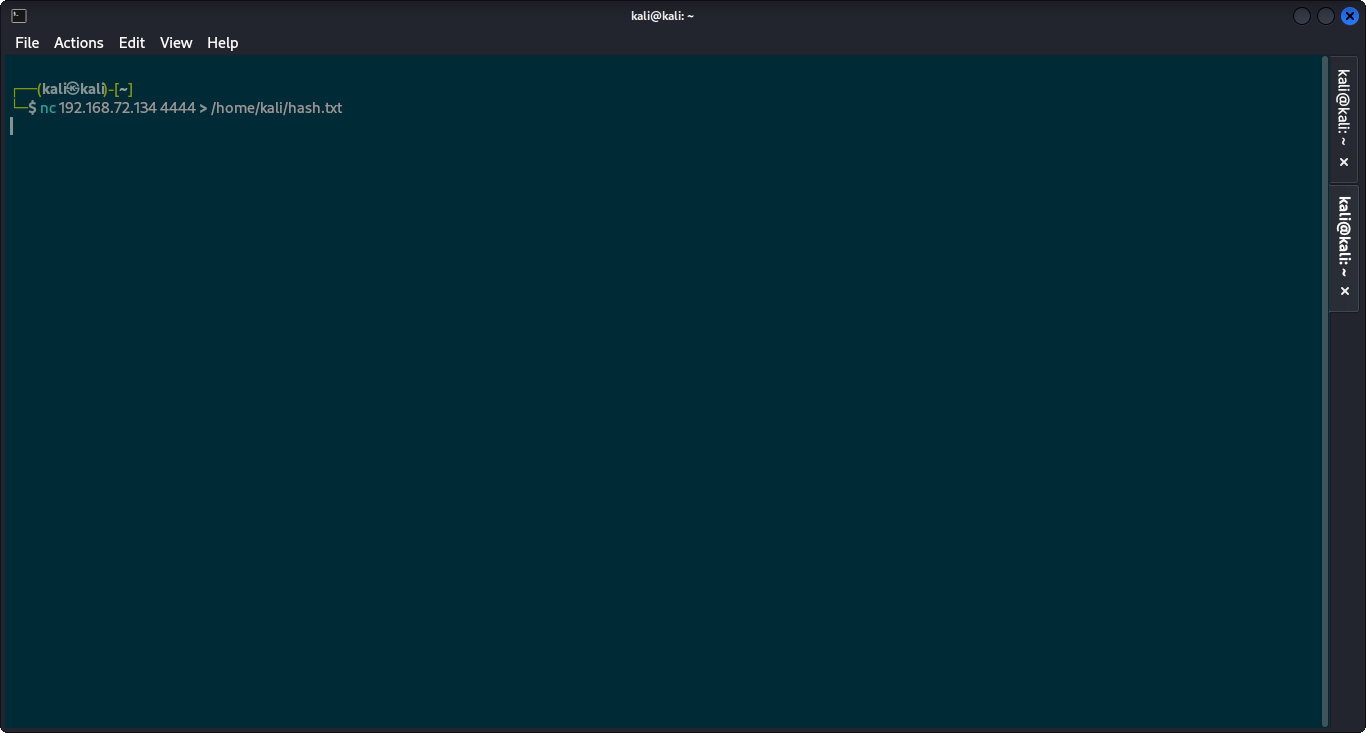 kali@kali: ~
File Actions Edit View Help
┌──(kali㉿kali)-[~]
└─$ nc 192.168.72.134 4444 > /home/kali/hash.txt
kali@kali: ~
kali@kali: ~